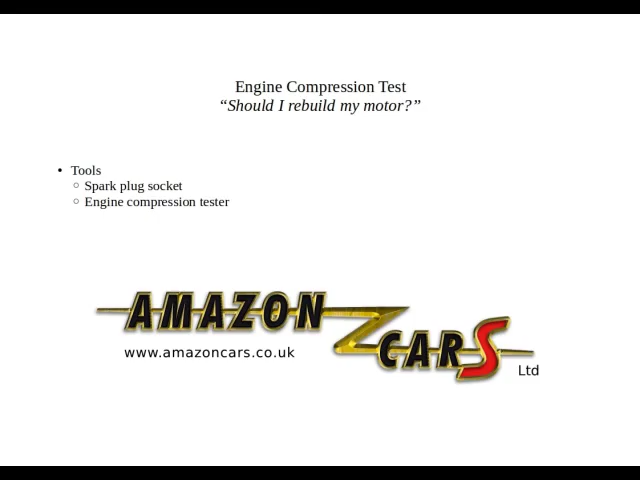 Engine Compression Test
“Should I rebuild my motor?”
• Tools
○ Spark plug socket
○ Engine compression tester
AMAZON
CARS
www.amazoncars.co.uk
Ltd